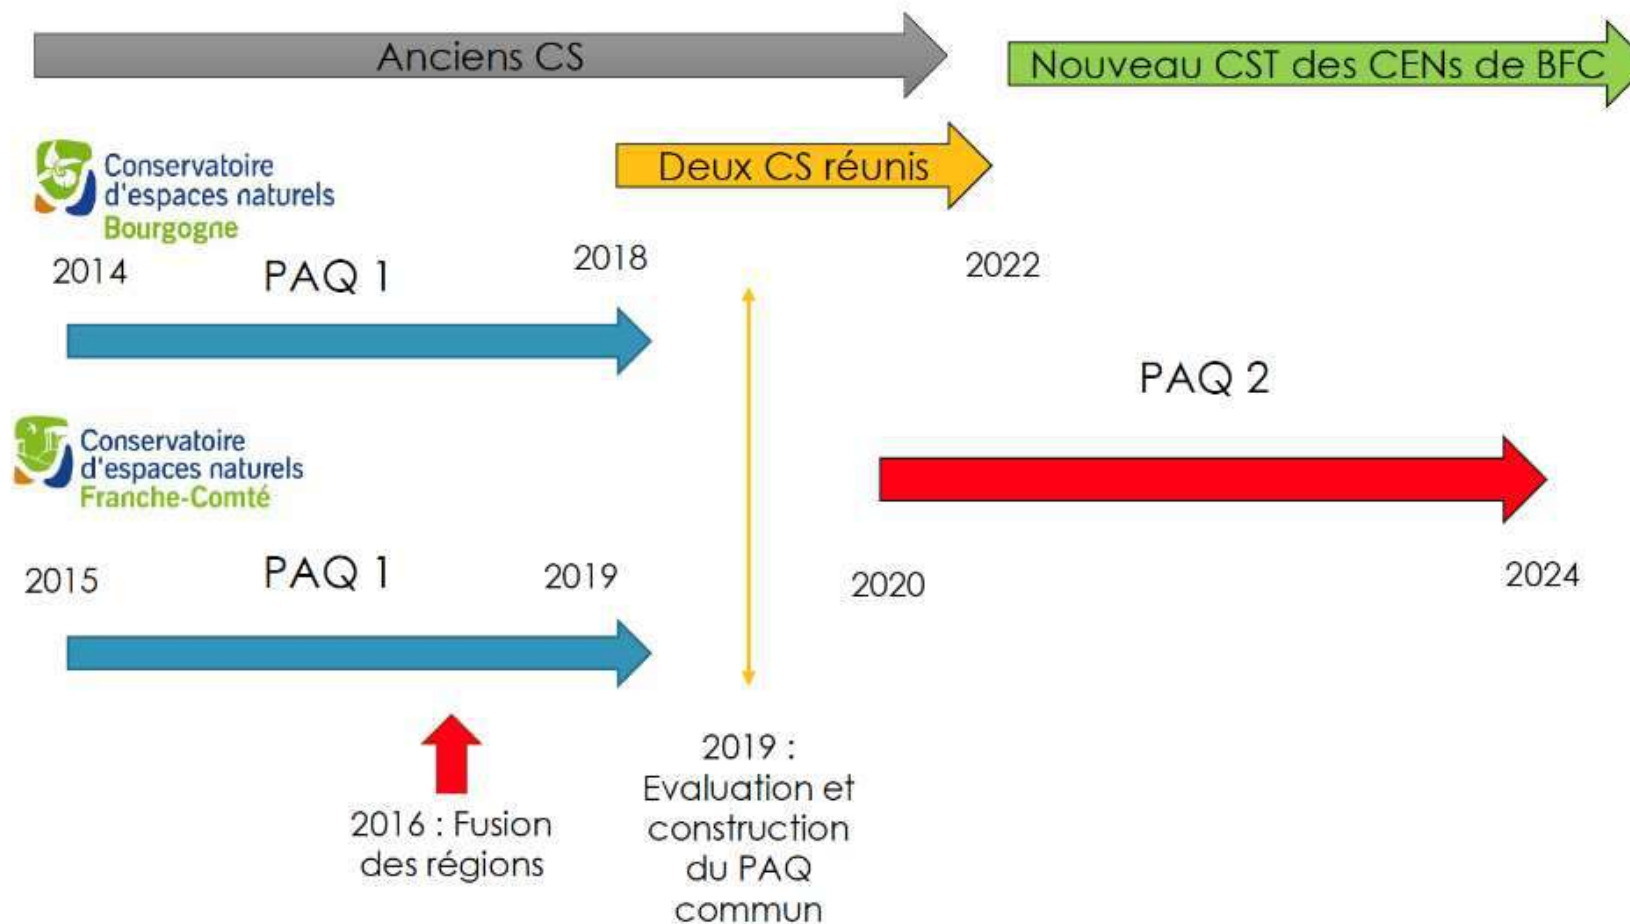 Anciens CS
Nouveau CST des CENs de BFC
Deux CS réunis
Conservatoire
d'espaces naturels
Bourgogne
2014
PAQ 1
2018
2022
PAQ 2
Conservatoire
d'espaces naturels
Franche-Comté
2015
PAQ 1
2019
2020
2024
2016 : Fusion
des régions
2019 :
Evaluation et
construction
du PAQ
commun